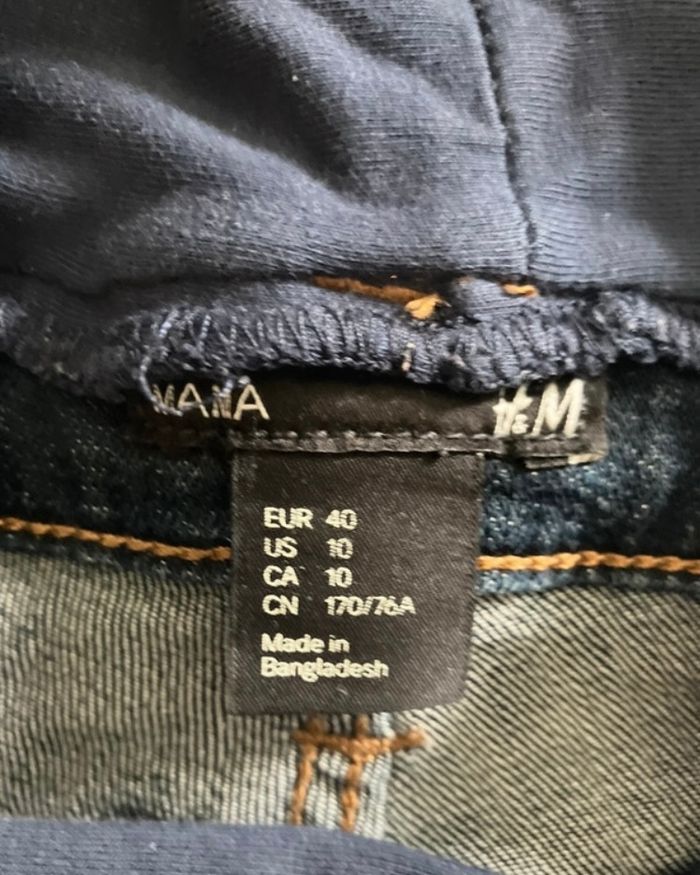 MAMA H&M
EUR 40
US 10
CA 10
CN 170/76A
Made in
Bangladesh